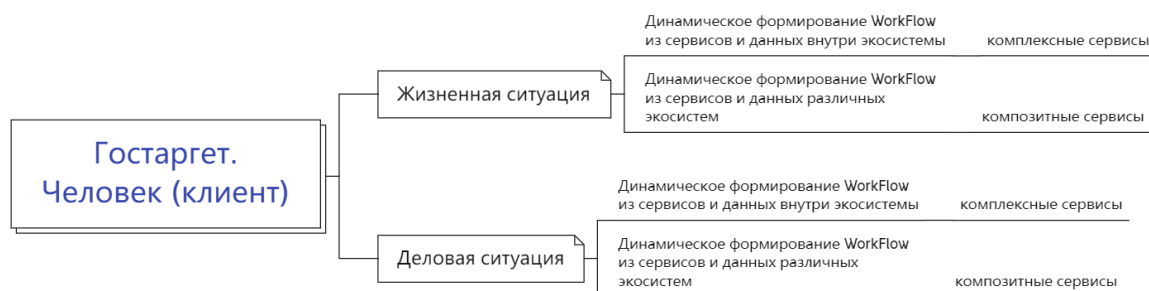 Гостаргет.
Человек (клиент)
Жизненная ситуация
Динамическое формирование WorkFlow
из сервисов и данных внутри экосистемы
комплексные сервисы
Динамическое формирование WorkFlow
из сервисов и данных различных
экосистем
композитные сервисы
Деловая ситуация
Динамическое формирование WorkFlow
из сервисов и данных внутри экосистемы
комплексные сервисы
Динамическое формирование WorkFlow
из сервисов и данных различных
экосистем
композитные сервисы